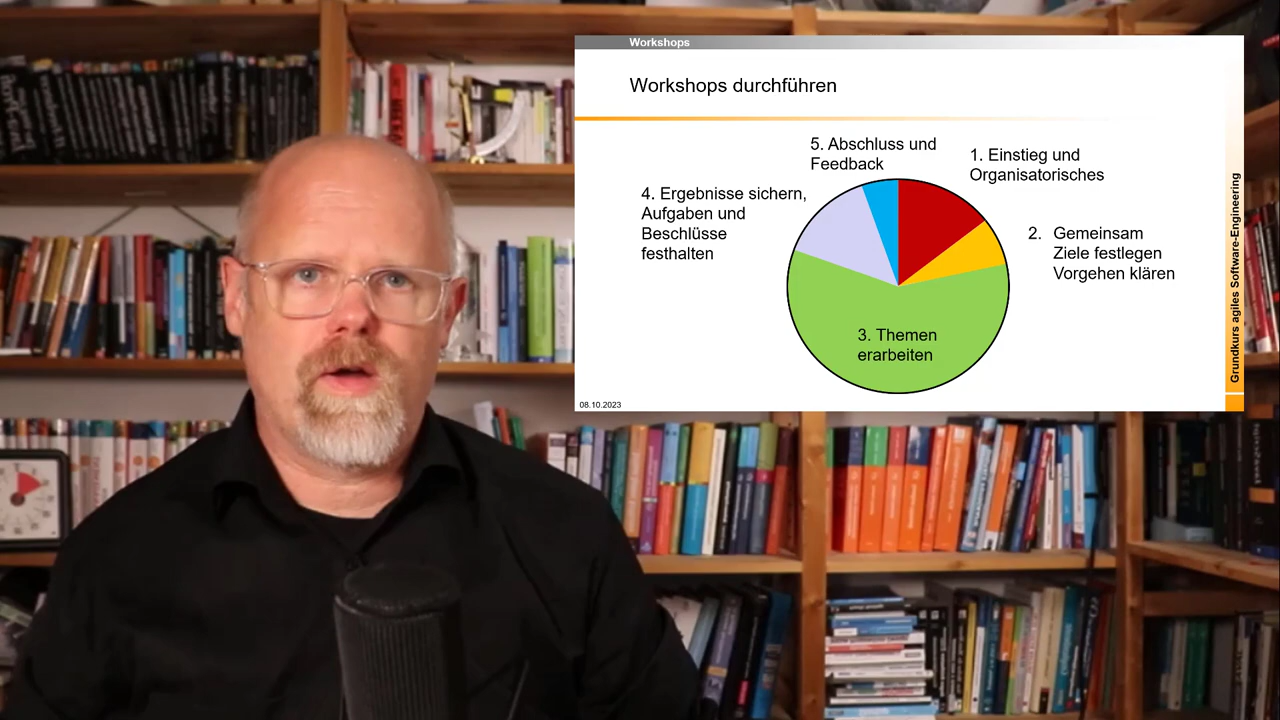 Workshops
Workshops durchführen
5. Abschluss und
Feedback
1. Einstieg und
Organisatorisches
4. Ergebnisse sichern,
Aufgaben und
Beschlüsse
festhalten
2. Gemeinsam
Ziele festlegen
Vorgehen klären
3. Themen
erarbeiten
08.10.2023
Grundkurs agiles Software-Engineering